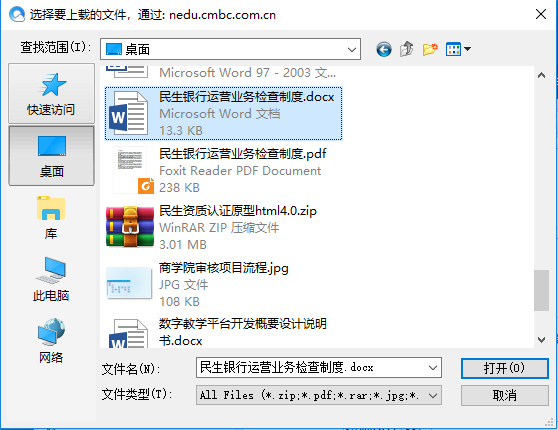 选择要上载的文件，通过: nedu.cmbc.com.cn
查找范围(I):
桌面
快速访问
桌面
库
此电脑
网络
Microsoft Word 97 - 2003 文...
民生银行运营业务检查制度.docx
Microsoft Word 文档
13.3 KB
民生银行运营业务检查制度.pdf
Foxit Reader PDF Document
238 KB
民生资质认证原型html4.0.zip
WinRAR ZIP 压缩文件
3.01 MB
商学院审核项目流程.jpg
JPG 文件
108 KB
数字教学平台开发概要设计说明
书.docx
文件名(N):
民生银行运营业务检查制度.docx
打开(O)
文件类型(T):
All Files (*.zip;*.pdf;*.rar;*.jpg;*.
取消